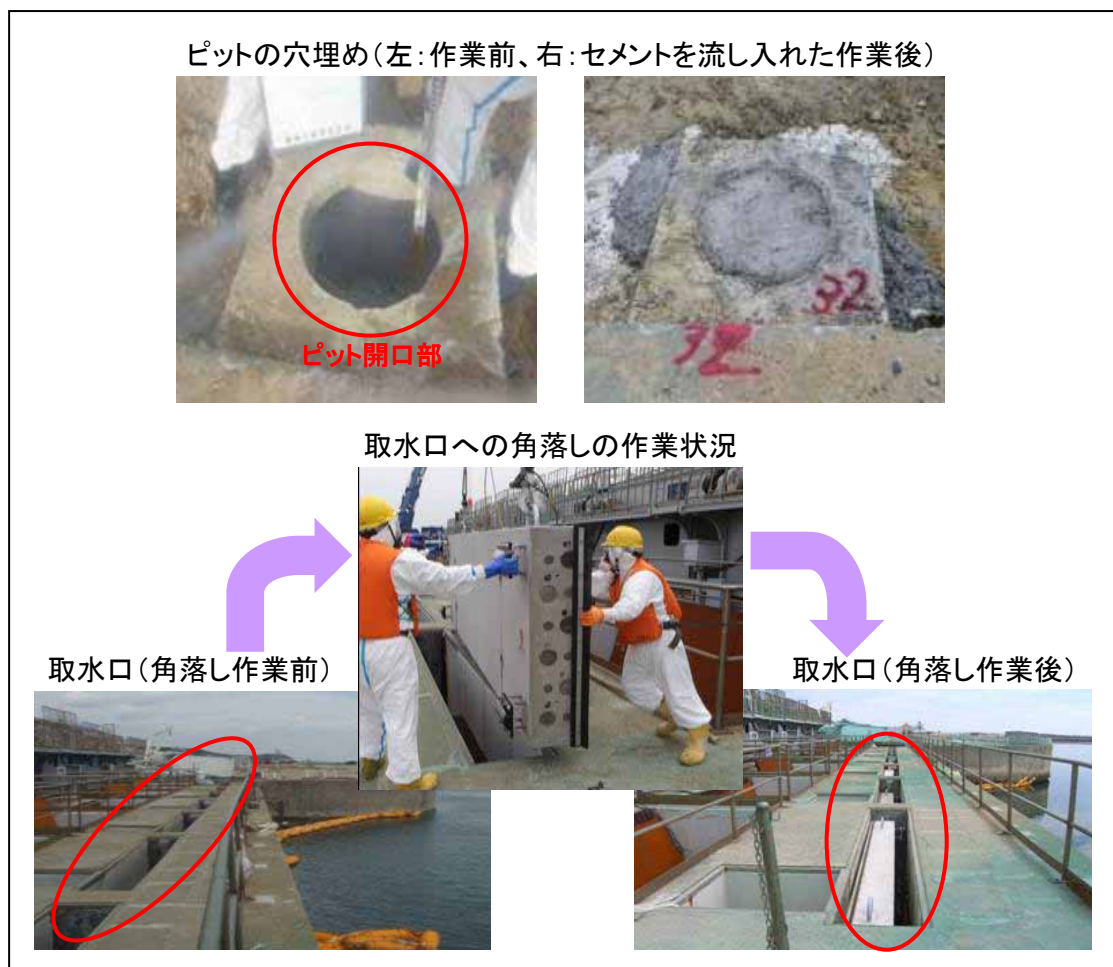 ピットの穴埋め（左：作業前、右：セメントを流し入れた作業後）
ピット開口部
32
32
取水口への角落しの作業状況
取水口（角落し作業前）
取水口（角落し作業後）